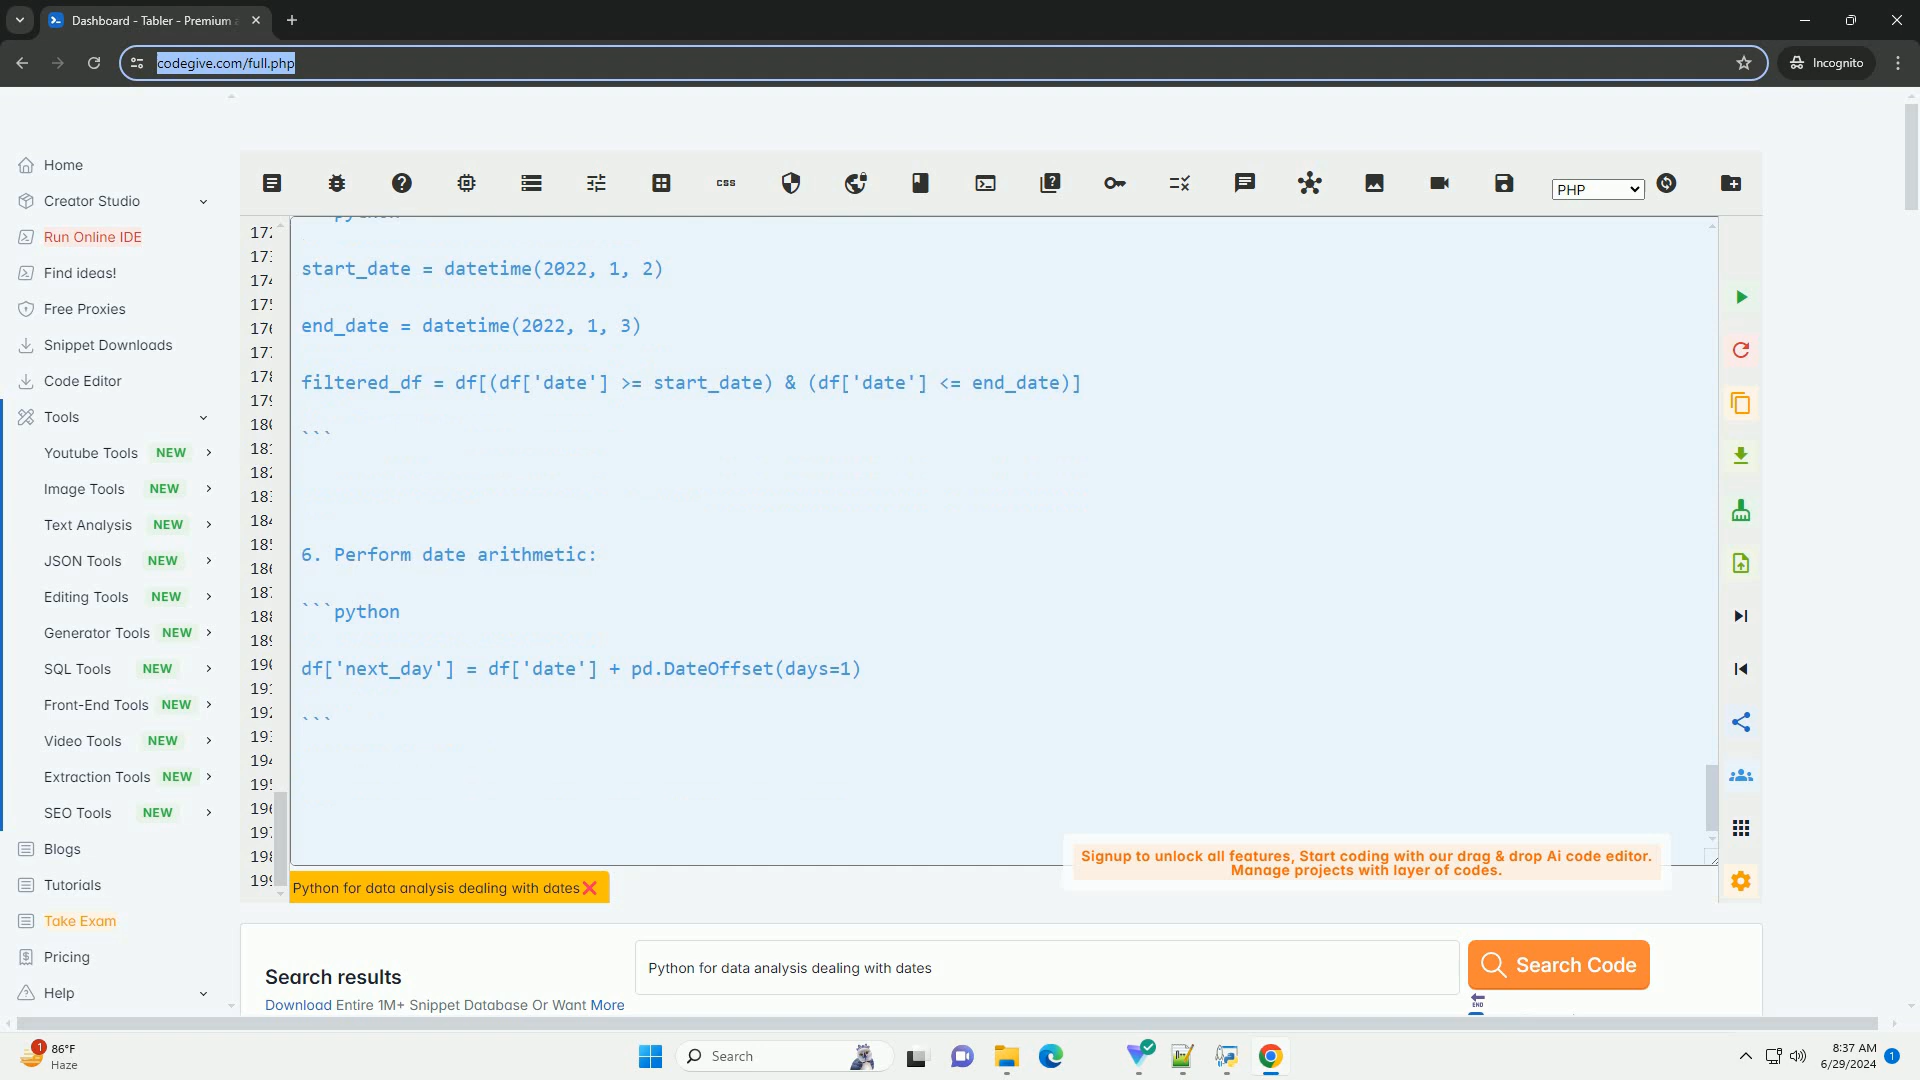 Dashboard - Tabler - Premium
codegive.com/full.php
Incognito
Home
Creator Studio
Run Online IDE
Find ideas!
Free Proxies
Snippet Downloads
Code Editor
Tools
Youtube Tools NEW
Image Tools NEW
Text Analysis NEW
JSON Tools NEW
Editing Tools NEW
Generator Tools NEW
SQL Tools NEW
Front-End Tools NEW
Video Tools NEW
Extraction Tools NEW
SEO Tools NEW
Blogs
Tutorials
Take Exam
Pricing
Help
css
PHP
start_date = datetime(2022, 1, 2)
end_date = datetime(2022, 1, 3)
filtered_df = df[(df['date'] >= start_date) & (df['date'] <= end_date)]
```
6. Perform date arithmetic:
```python
df['next_day'] = df['date'] + pd.DateOffset(days=1)
```
Signup to unlock all features, Start coding with our drag & drop Ai code editor.
Manage projects with layer of codes.
Python for data analysis dealing with dates
Search results
Download Entire 1M+ Snippet Database Or Want More
Python for data analysis dealing with dates
Search Code
END
1
86°F
Haze
Search
8:37 AM
6/29/2024
1